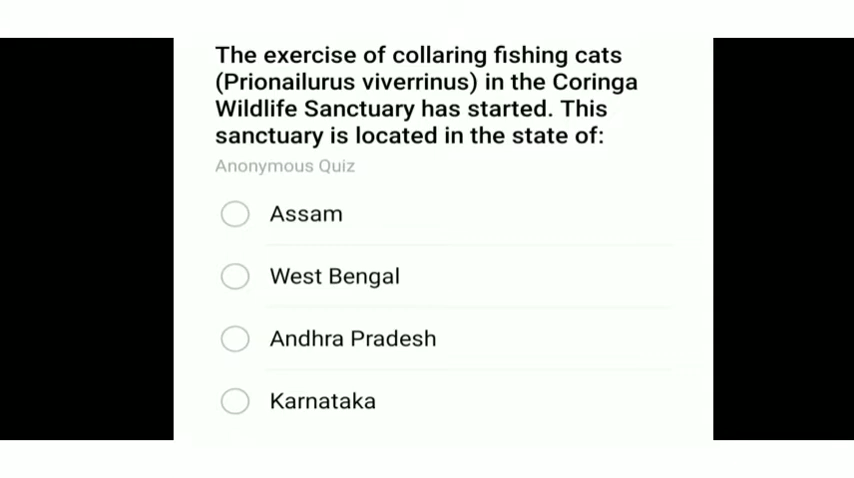 The exercise of collaring fishing cats
(Prionailurus viverrinus) in the Coringa
Wildlife Sanctuary has started. This
sanctuary is located in the state of:
Anonymous Quiz
Assam
West Bengal
Andhra Pradesh
Karnataka